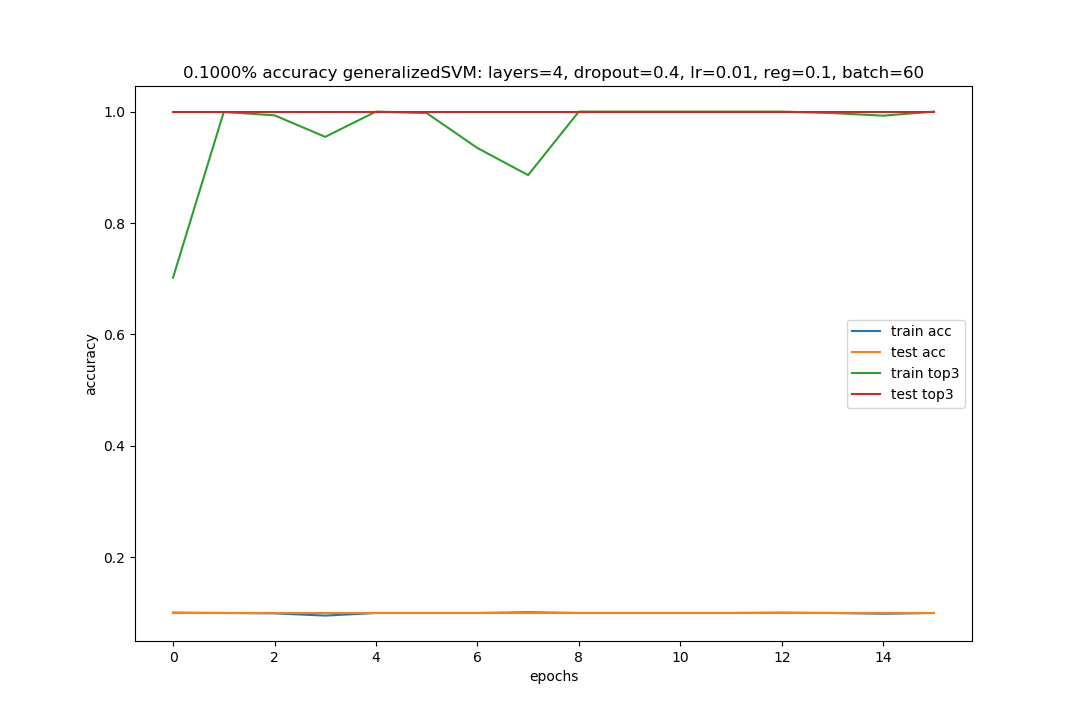 0.1000% accuracy generalizedSVM: layers=4, dropout=0.4, lr=0.01, reg=0.1, batch=60
1.0
0.8
0.6
0.4
0.2
accuracy
train acc
test acc
train top3
test top3
0 2 4 6 8 10 12 14
epochs